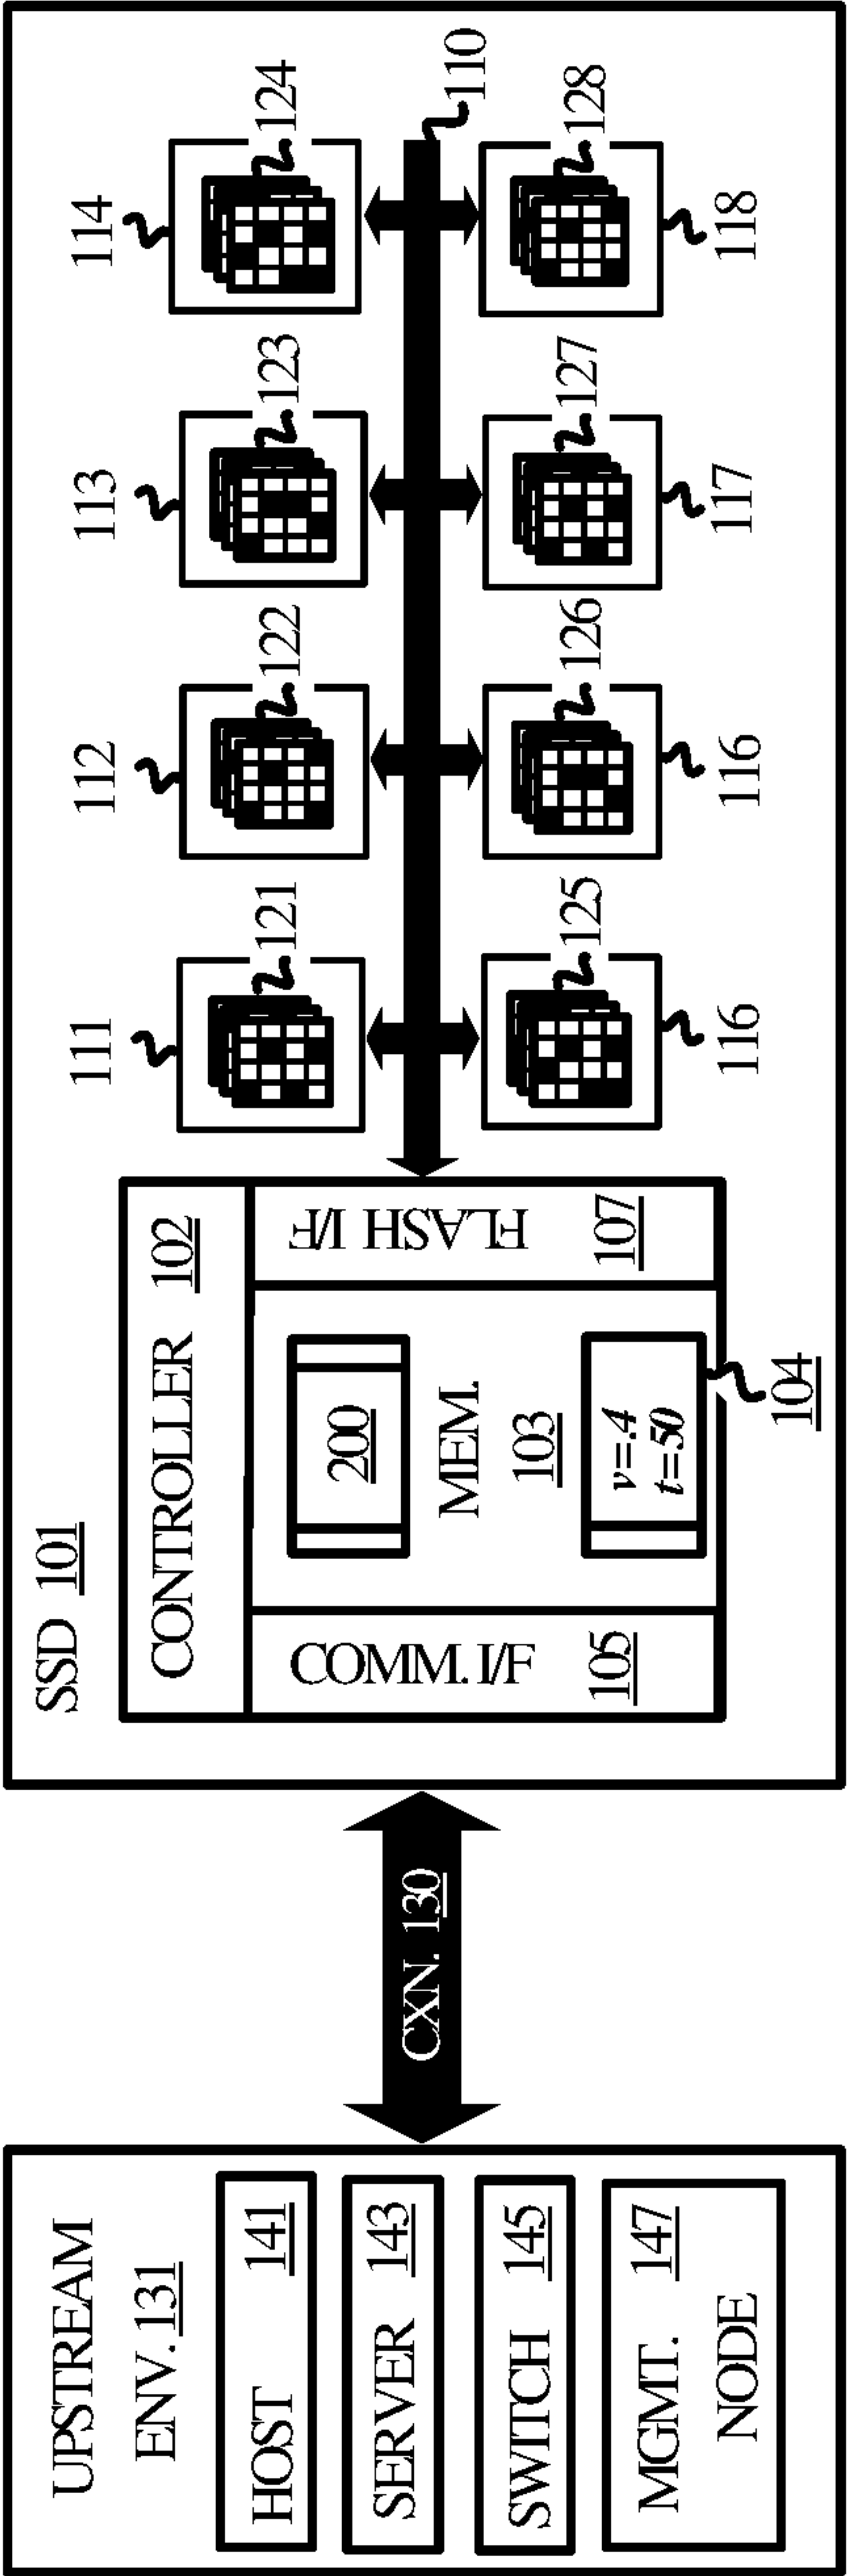 UPSTREAM
ENV. 131
HOST 141
SERVER 143
SWITCH 145
MGMT. 147
NODE
CXN. 130
SSD 101
CONTROLLER 102
COMM. I/F
105
200
MEM.
103
v=.4
t=.50
104
FLASH I/F
107
111
112
113
114
121
122
123
124
110
125
126
127
128
116
116
117
118